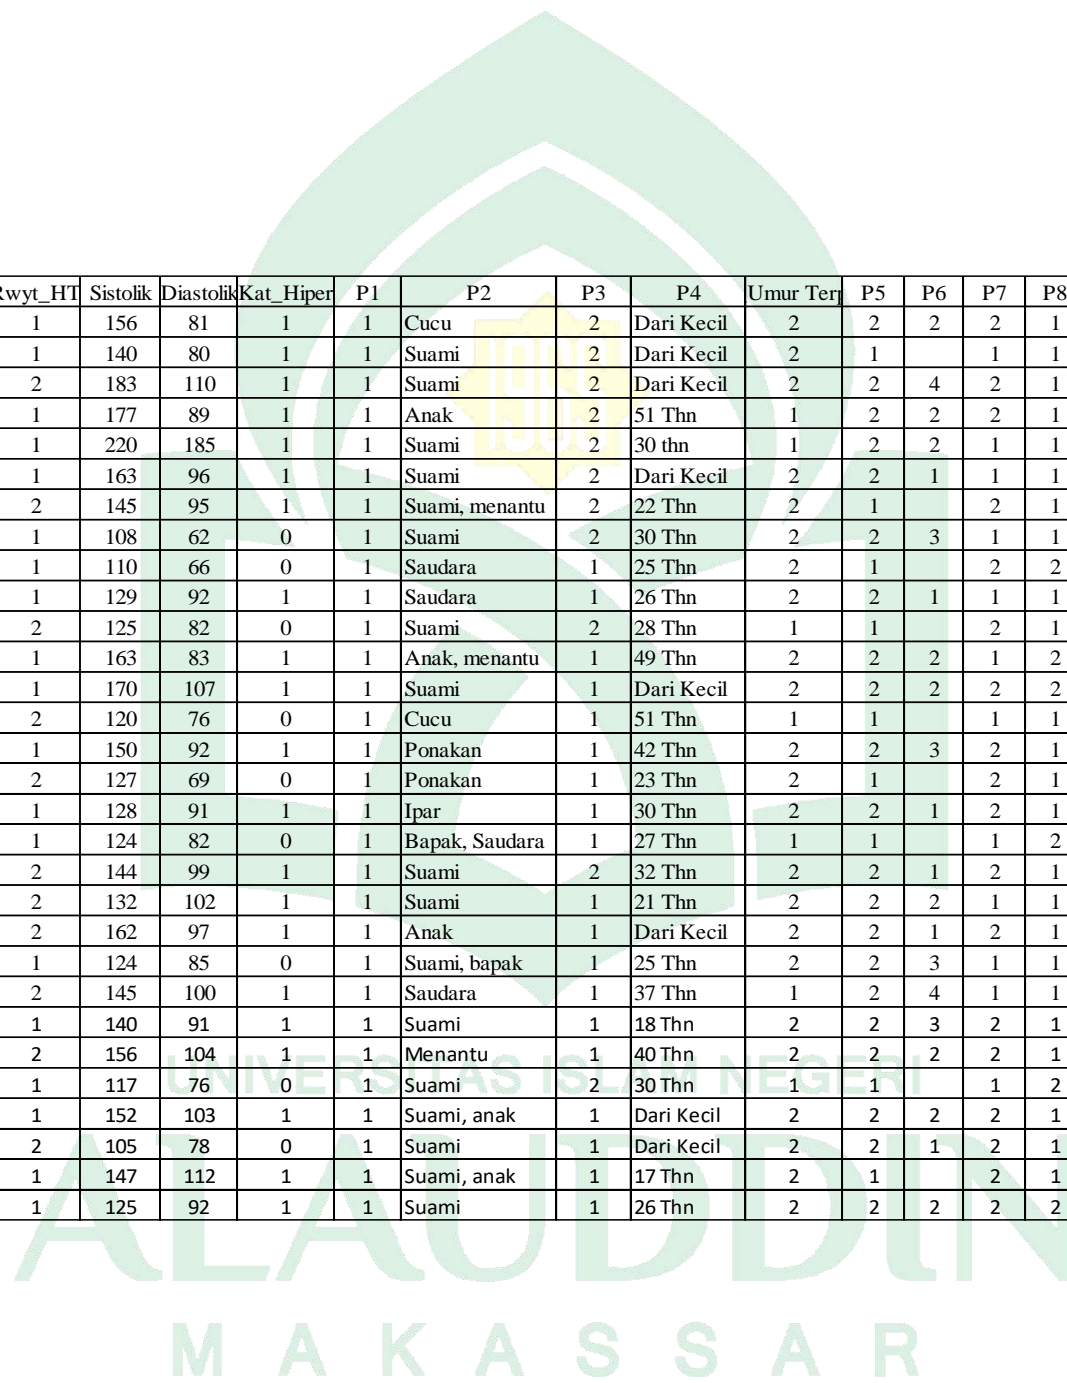 Rwyt_HT Sistolik Diastolik Kat_Hiper P1 P2 P3 P4 Umur Terp P5 P6 P7 P8
1 156 81 1 1 Cucu 2 Dari Kecil 2 2 2 2 1
1 140 80 1 1 Suami 2 Dari Kecil 2 1 1 1
2 183 110 1 1 Suami 2 Dari Kecil 2 2 4 2 1
1 177 89 1 1 Anak 2 51 Thn 1 2 2 2 1
1 220 185 1 1 Suami 2 30 thn 1 2 2 1 1
1 163 96 1 1 Suami 2 Dari Kecil 2 2 1 1 1
2 145 95 1 1 Suami, menantu 2 22 Thn 2 1 2 1
1 108 62 0 1 Suami 2 30 Thn 2 2 3 1 1
1 110 66 0 1 Saudara 1 25 Thn 2 1 2 2
1 129 92 1 1 Saudara 1 26 Thn 2 2 1 1 1
2 125 82 0 1 Suami 2 28 Thn 1 1 2 1
1 163 83 1 1 Anak, menantu 1 49 Thn 2 2 2 1 2
1 170 107 1 1 Suami 1 Dari Kecil 2 2 2 2 2
2 120 76 0 1 Cucu 1 51 Thn 1 1 1 1
1 150 92 1 1 Ponakan 1 42 Thn 2 2 3 2 1
2 127 69 0 1 Ponakan 1 23 Thn 2 1 2 1
1 128 91 1 1 Ipar 1 30 Thn 2 2 1 2 1
1 124 82 0 1 Bapak, Saudara 1 27 Thn 1 1 1 2
2 144 99 1 1 Suami 2 32 Thn 2 2 1 2 1
2 132 102 1 1 Suami 1 21 Thn 2 2 2 1 1
2 162 97 1 1 Anak 1 Dari Kecil 2 2 1 2 1
1 124 85 0 1 Suami, bapak 1 25 Thn 2 2 3 1 1
2 145 100 1 1 Saudara 1 37 Thn 1 2 4 1 1
1 140 91 1 1 Suami 1 18 Thn 2 2 3 2 1
2 156 104 1 1 Menantu 1 40 Thn 2 2 2 2 1
1 117 76 0 1 Suami 2 30 Thn 1 1 1 2
1 152 103 1 1 Suami, anak 1 Dari Kecil 2 2 2 2 1
2 105 78 0 1 Suami 1 Dari Kecil 2 2 1 2 1
1 147 112 1 1 Suami, anak 1 17 Thn 2 1 2 1
1 125 92 1 1 Suami 1 26 Thn 2 2 2 2 2
1965
UNIVERSITAS ISLAM NEGERI
ALAUDDIN
MAKASSAR